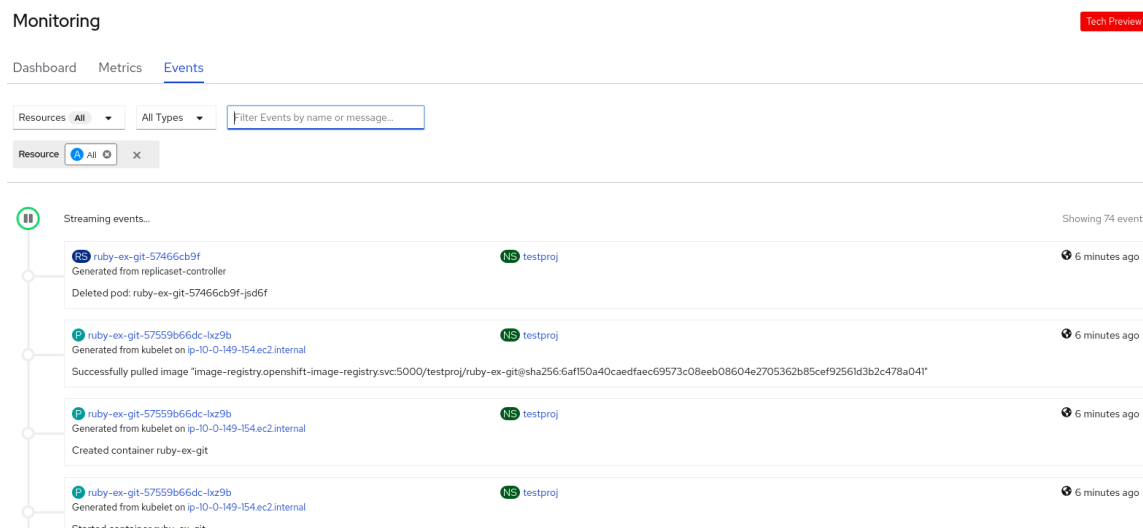 Monitoring
Tech Preview
Dashboard Metrics Events
Resources All All Types Filter Events by name or message...
Resource A All
Streaming events... Showing 74 event
RS ruby-ex-git-57466cb9f NS testproj 6 minutes ago
Generated from replicaset-controller
Deleted pod: ruby-ex-git-57466cb9f-jsd6f
P ruby-ex-git-57559b66dc-lxz9b NS testproj 6 minutes ago
Generated from kubelet on ip-10-0-149-154.ec2.internal
Successfully pulled image "image-registry.openshift-image-registry.svc:5000/testproj/ruby-ex-git@sha256:6af150a40caedfaec69573c08eeb08604e2705362b85cef92561d3b2c478a041"
P ruby-ex-git-57559b66dc-lxz9b NS testproj 6 minutes ago
Generated from kubelet on ip-10-0-149-154.ec2.internal
Created container ruby-ex-git
P ruby-ex-git-57559b66dc-lxz9b NS testproj 6 minutes ago
Generated from kubelet on ip-10-0-149-154.ec2.internal
Started container ruby-ex-git